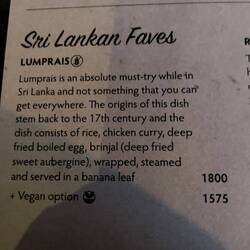 Sri Lankan Faves
LUMPRAIS
Lumprais is an absolute must-try while in
Sri Lanka and not something that you can
get everywhere. The origins of this dish
stem back to the 17th century and the
dish consists of rice, chicken curry, deep
fried boiled egg, brinjal (deep fried
sweet aubergine), wrapped, steamed
and served in a banana leaf 1800
+ Vegan option 1575
R
T